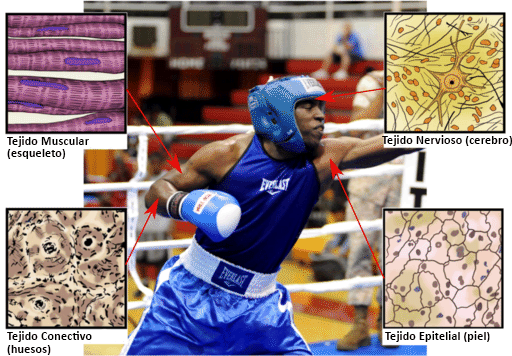 Tejido Muscular
(esqueleto)
Tejido Nervioso (cerebro)
EVERLAST
EVERLAST
Tejido Conectivo
(huesos)
Tejido Epitelial (piel)